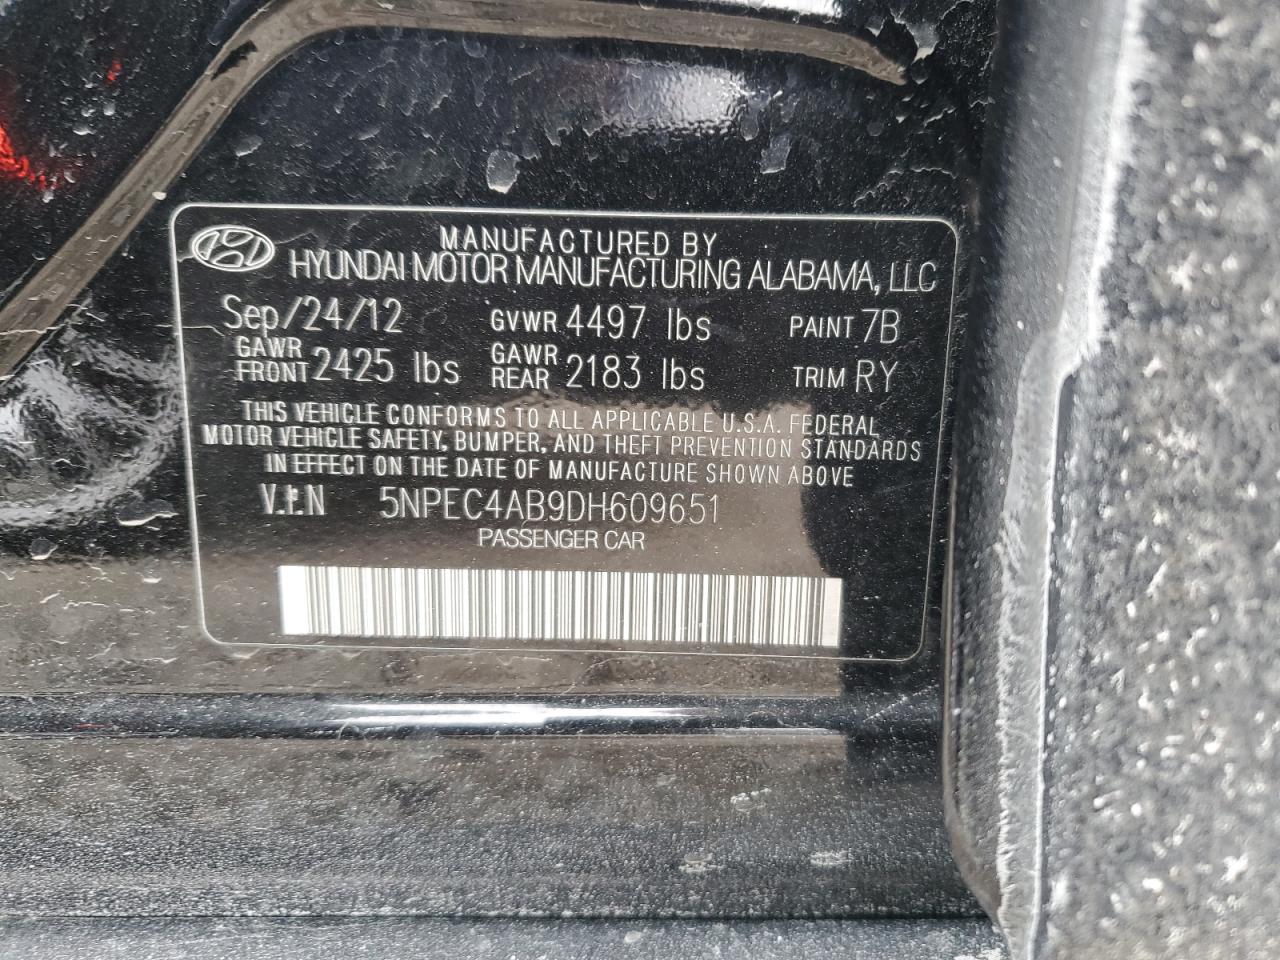 MANUFACTURED BY
HYUNDAI MOTOR MANUFACTURING ALABAMA, LLC
Sep/24/12 GVWR 4497 lbs PAINT 7B
GAWR FRONT 2425 lbs GAWR REAR 2183 lbs TRIM RY
THIS VEHICLE CONFORMS TO ALL APPLICABLE U.S.A. FEDERAL
MOTOR VEHICLE SAFETY, BUMPER, AND THEFT PREVENTION STANDARDS
IN EFFECT ON THE DATE OF MANUFACTURE SHOWN ABOVE
V.I.N 5NPEC4AB9DH609651
PASSENGER CAR